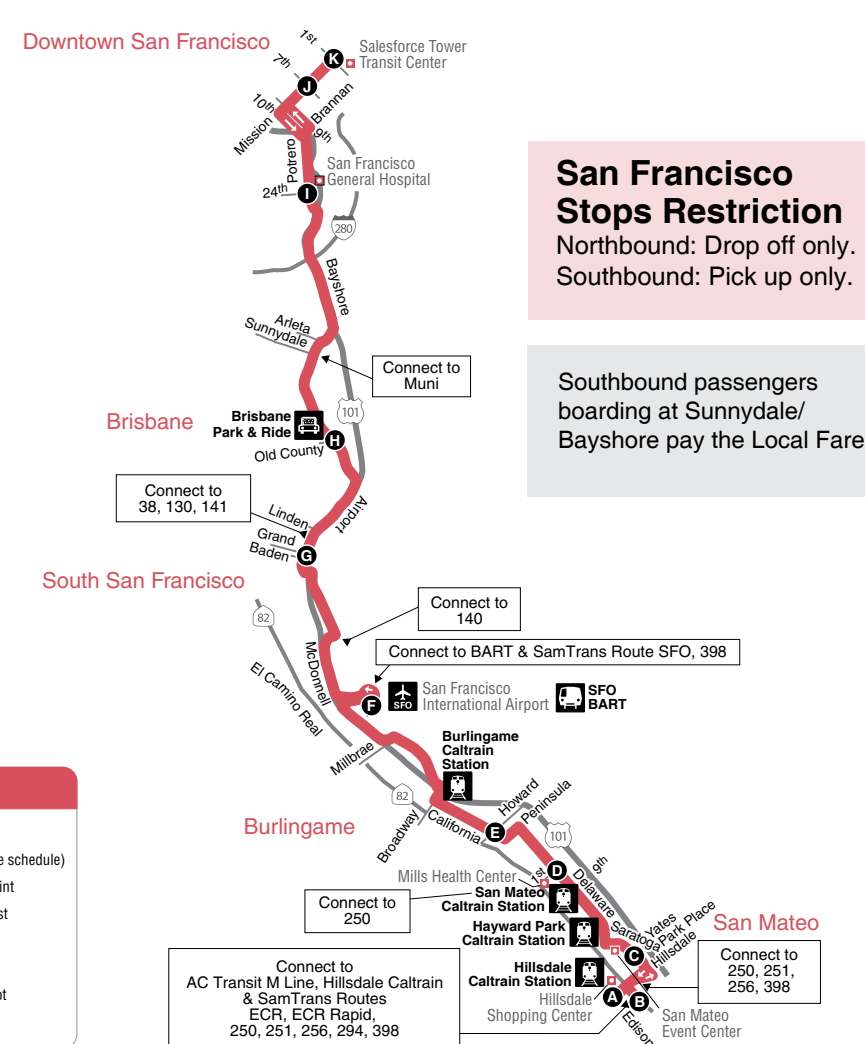 Downtown San Francisco
1st
K
Salesforce Tower
Transit Center
7th
J
10th
Brannan
Mission
9th
Potrero
San Francisco
General Hospital
24th
I
280
San Francisco
Stops Restriction
Northbound: Drop off only.
Southbound: Pick up only.
Bayshore
Arleta
Sunnydale
Connect to
Muni
Southbound passengers
boarding at Sunnydale/
Bayshore pay the Local Fare
101
Brisbane
Brisbane
Park & Ride
H
Old County
Connect to
38, 130, 141
Airport
Linden
Grand
Baden
G
South San Francisco
82
Connect to
140
Connect to BART & SamTrans Route SFO, 398
McDonnell
El Camino Real
F
SFO
San Francisco
International Airport
SFO
BART
Millbrae
Burlingame
Caltrain
Station
82
Broadway
California
Howard
Peninsula
Burlingame
E
101
9th
Mills Health Center
1st
D
Delaware
San Mateo
Caltrain Station
Connect to
250
Hayward Park
Caltrain Station
Saratoga
Yates
Park Place
Hillsdale
San Mateo
C
Connect to
250, 251,
256, 398
Hillsdale
Caltrain Station
Connect to
AC Transit M Line, Hillsdale Caltrain
& SamTrans Routes
ECR, ECR Rapid,
250, 251, 256, 294, 398
Hillsdale
Shopping Center
A
B
Edison
San Mateo
Event Center
e schedule)
int
st
ot